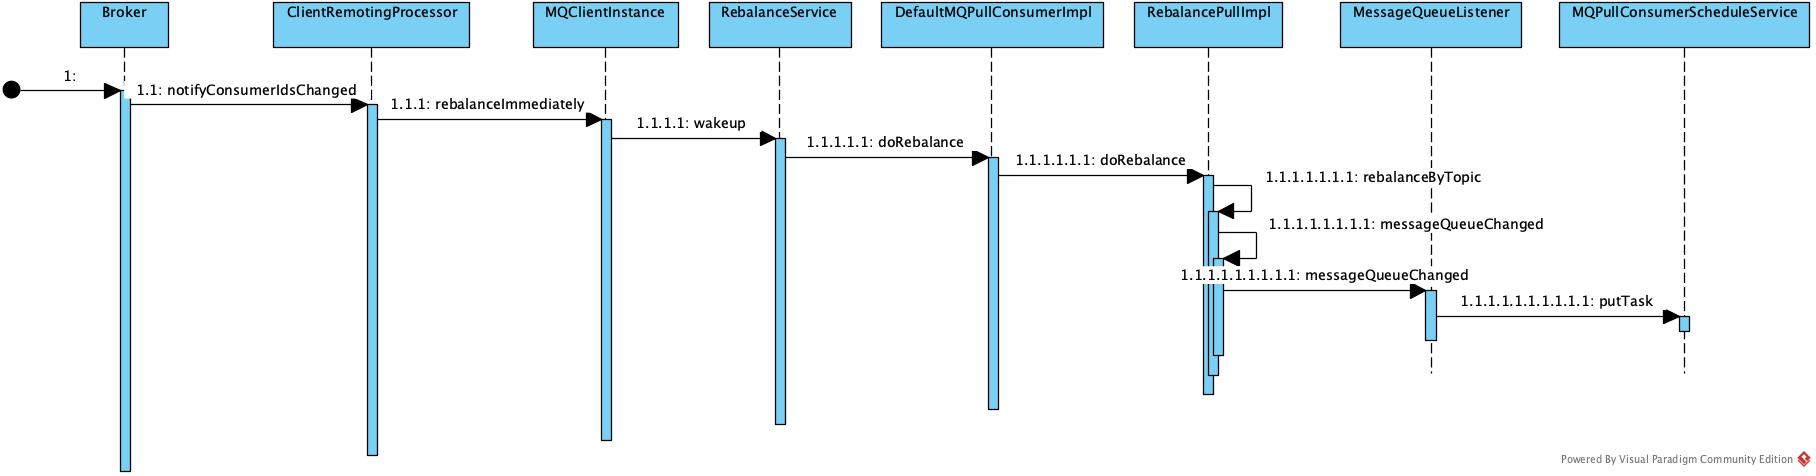 Broker
ClientRemotingProcessor
MQClientInstance
RebalanceService
DefaultMQPullConsumerImpl
RebalancePullImpl
MessageQueueListener
MQPullConsumerScheduleService
1:
1.1: notifyConsumerIdsChanged
1.1.1: rebalanceImmediately
1.1.1.1: wakeup
1.1.1.1.1: doRebalance
1.1.1.1.1.1: doRebalance
1.1.1.1.1.1.1: rebalanceByTopic
1.1.1.1.1.1.1.1: messageQueueChanged
1.1.1.1.1.1.1.1.1: messageQueueChanged
1.1.1.1.1.1.1.1.1.1: putTask
Powered By Visual Paradigm Community Edition